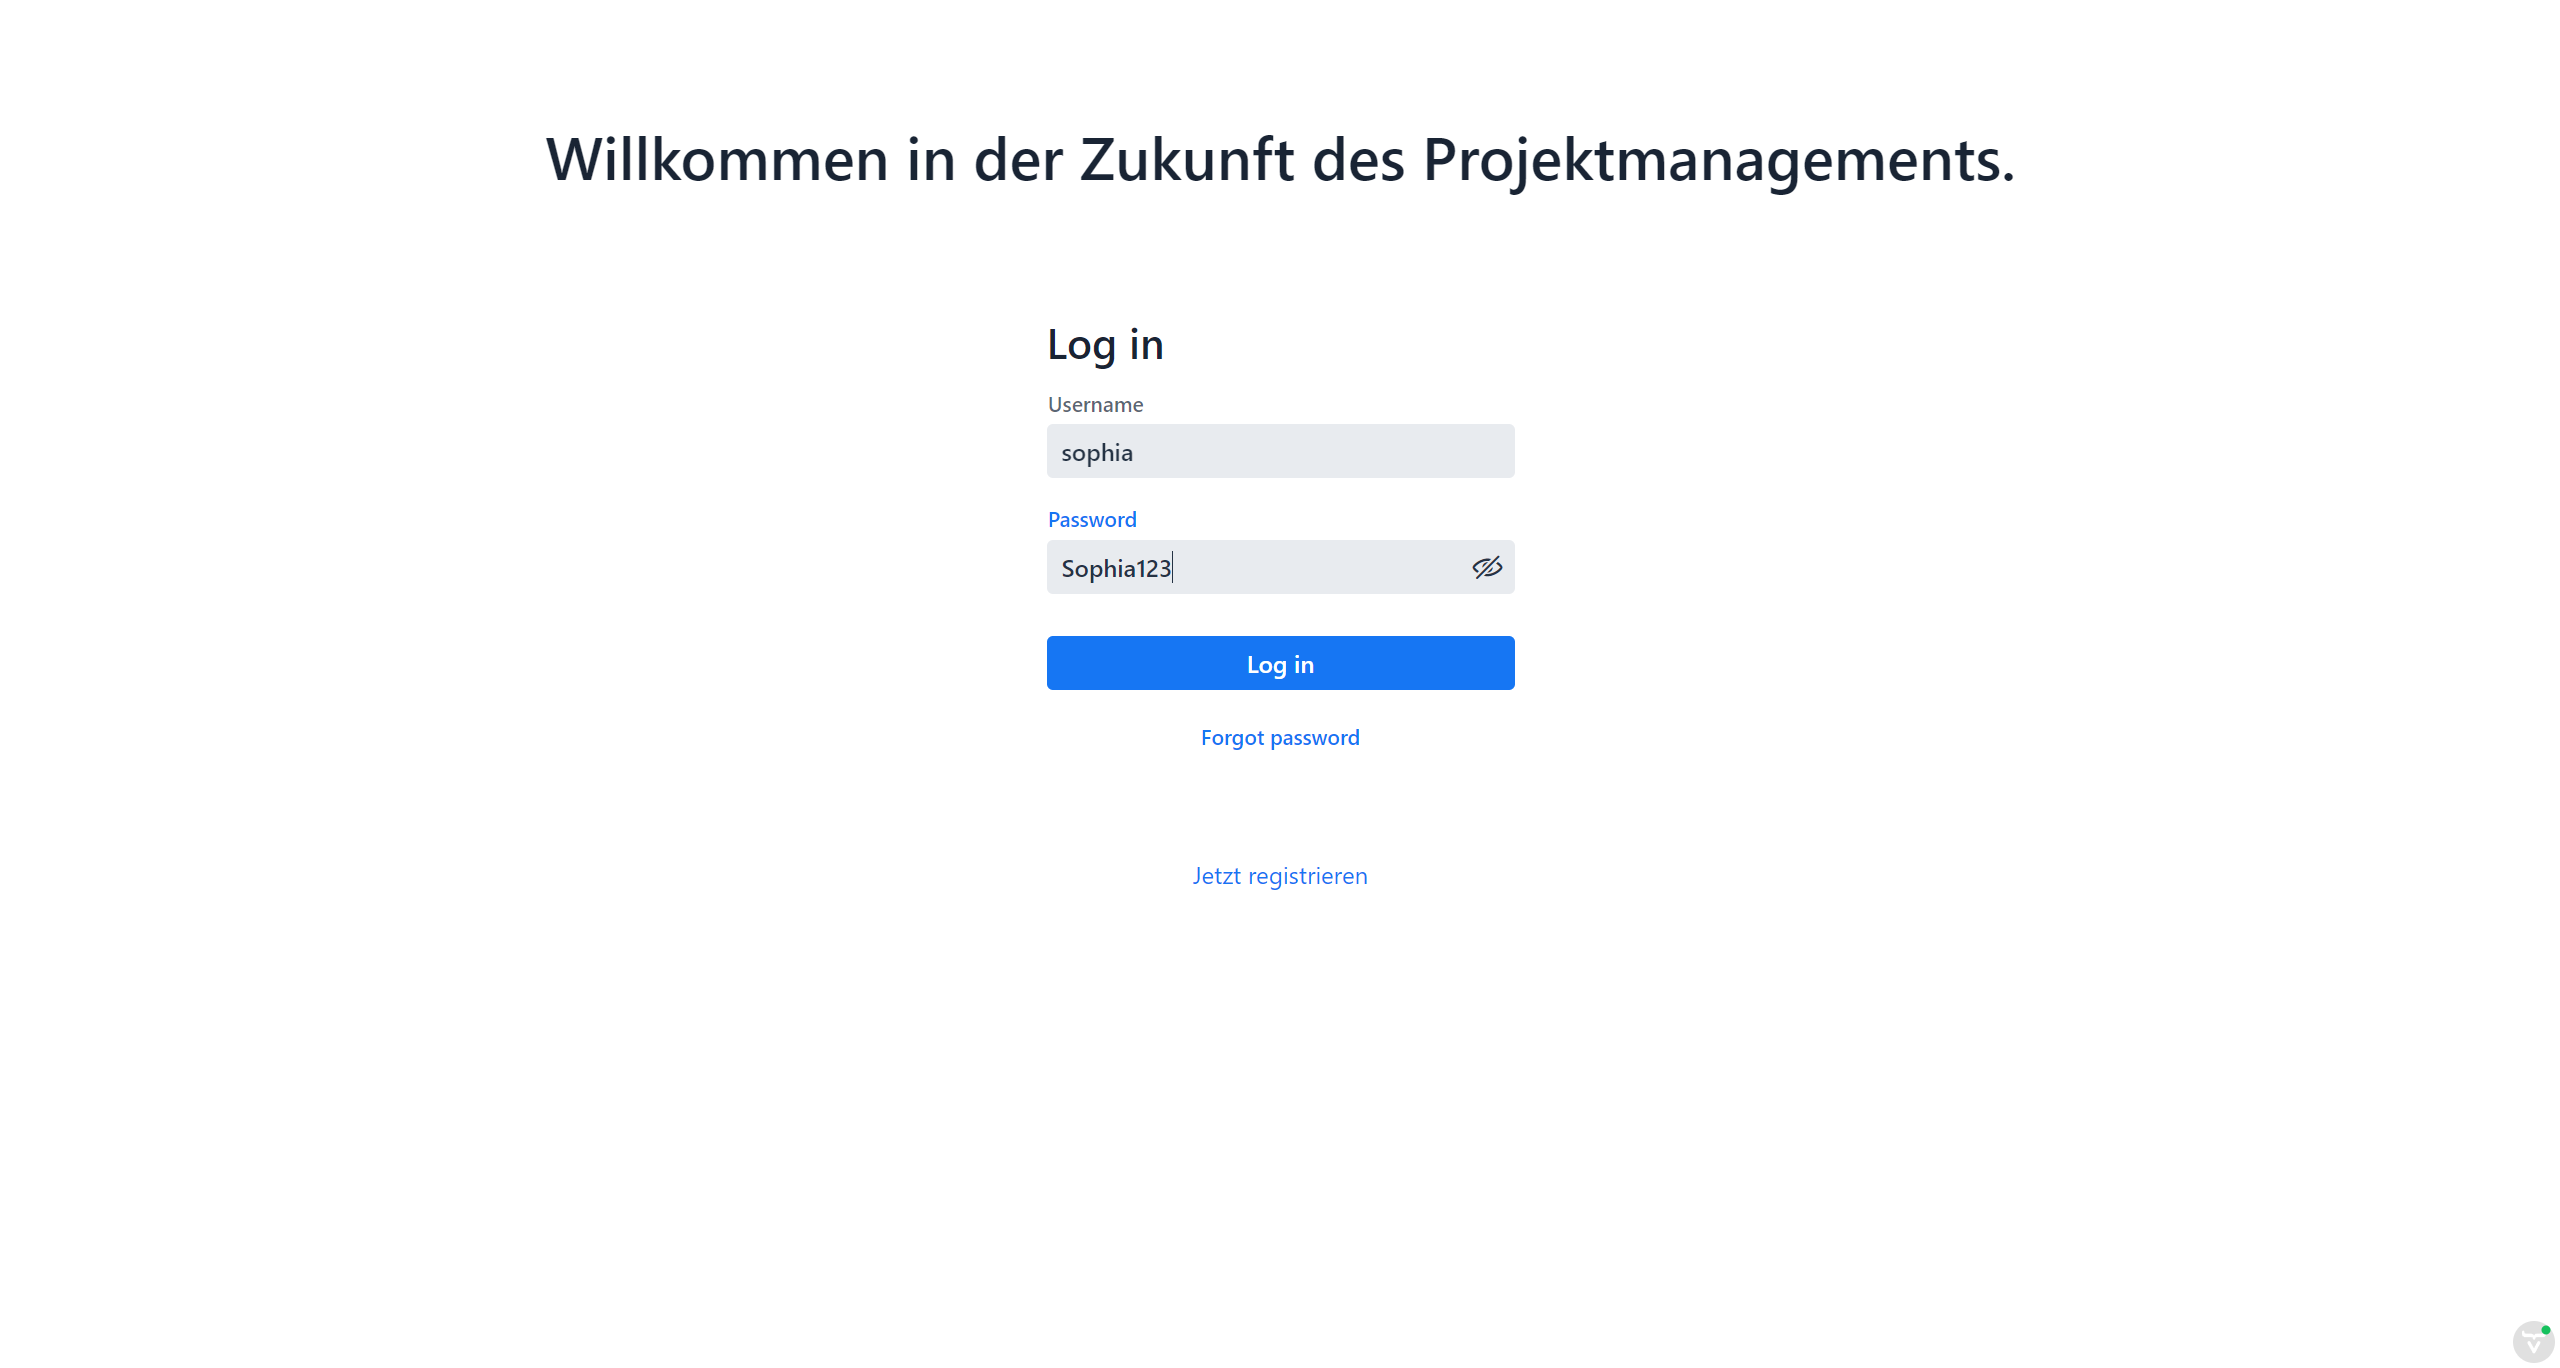 Willkommen in der Zukunft des Projektmanagements.
Log in
Username
sophia
Password
Sophia123
Log in
Forgot password
Jetzt registrieren